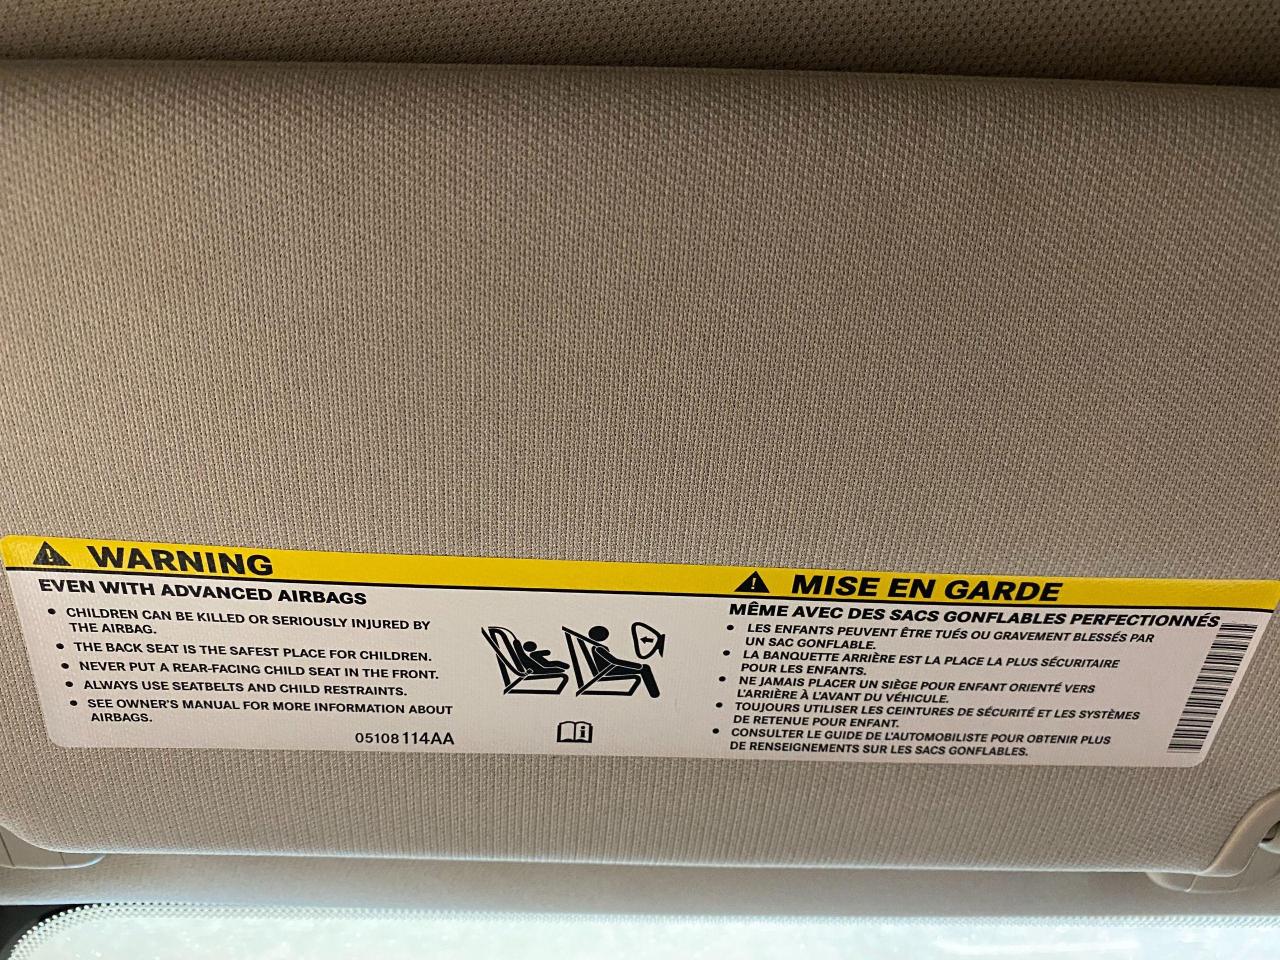 WARNING
EVEN WITH ADVANCED AIRBAGS
• CHILDREN CAN BE KILLED OR SERIOUSLY INJURED BY
THE AIRBAG.
• THE BACK SEAT IS THE SAFEST PLACE FOR CHILDREN.
• NEVER PUT A REAR-FACING CHILD SEAT IN THE FRONT.
• ALWAYS USE SEATBELTS AND CHILD RESTRAINTS.
• SEE OWNER'S MANUAL FOR MORE INFORMATION ABOUT
AIRBAGS.
05108114AA
MISE EN GARDE
MÊME AVEC DES SACS GONFLABLES PERFECTIONNÉS
• LES ENFANTS PEUVENT ÊTRE TUÉS OU GRAVEMENT BLESSÉS PAR
UN SAC GONFLABLE.
• LA BANQUETTE ARRIÈRE EST LA PLACE LA PLUS SÉCURITAIRE
POUR LES ENFANTS.
• NE JAMAIS PLACER UN SIÈGE POUR ENFANT ORIENTÉ VERS
L'ARRIÈRE À L'AVANT DU VÉHICULE.
• TOUJOURS UTILISER LES CEINTURES DE SÉCURITÉ ET LES SYSTÈMES
DE RETENUE POUR ENFANT.
• CONSULTER LE GUIDE DE L'AUTOMOBILISTE POUR OBTENIR PLUS
DE RENSEIGNEMENTS SUR LES SACS GONFLABLES.